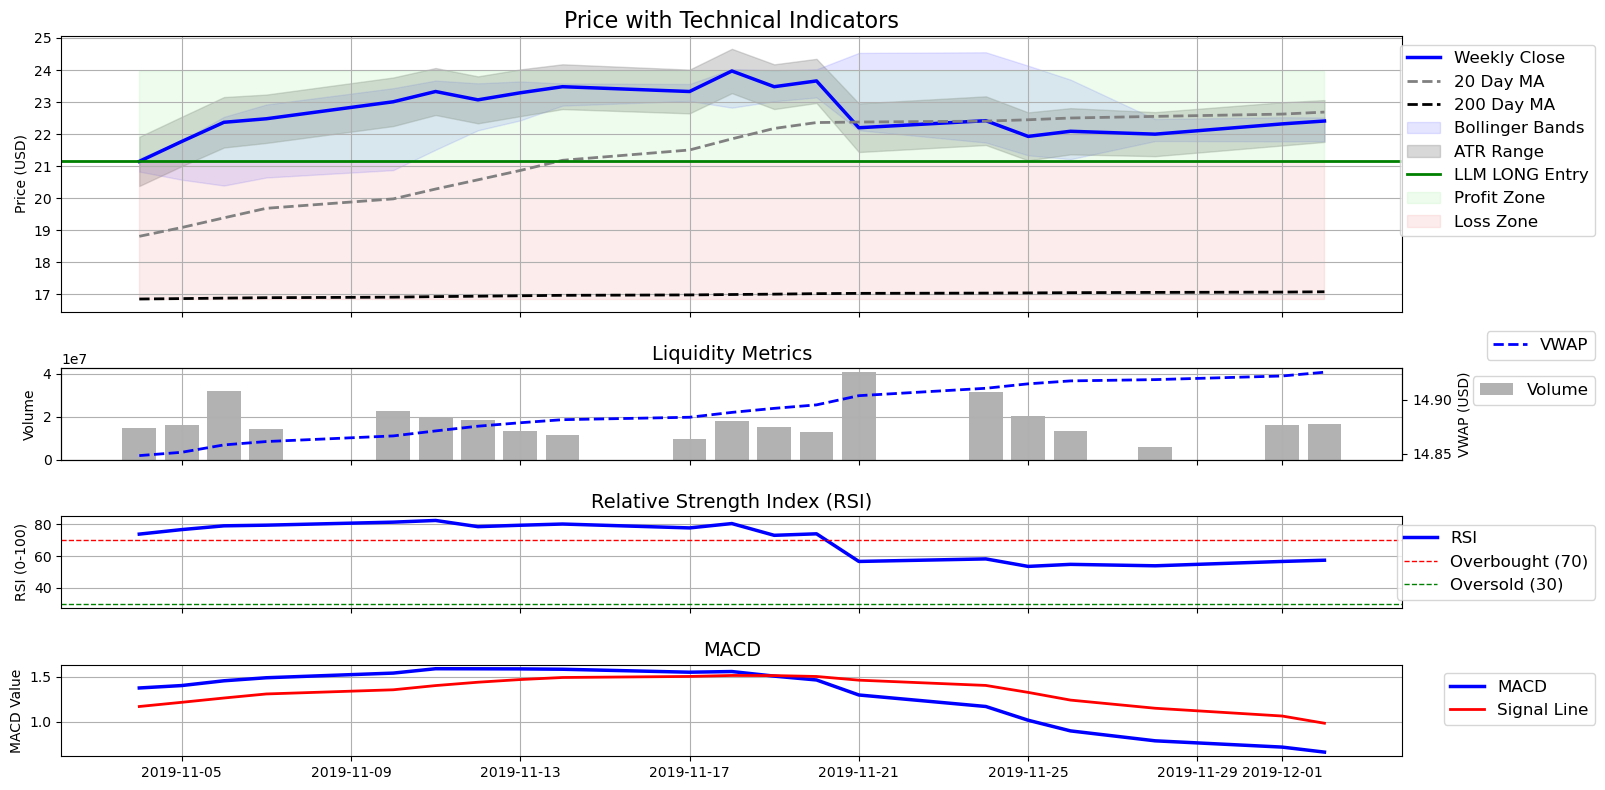 Price with Technical Indicators
Price (USD)
25
24
23
22
21
20
19
18
17
Weekly Close
20 Day MA
200 Day MA
Bollinger Bands
ATR Range
LLM LONG Entry
Profit Zone
Loss Zone
Liquidity Metrics
1e7
Volume
4
2
0
14.90
14.85
VWAP (USD)
VWAP
Volume
Relative Strength Index (RSI)
RSI (0-100)
80
60
40
RSI
Overbought (70)
Oversold (30)
MACD
MACD Value
1.5
1.0
MACD
Signal Line
2019-11-05
2019-11-09
2019-11-13
2019-11-17
2019-11-21
2019-11-25
2019-11-29
2019-12-01